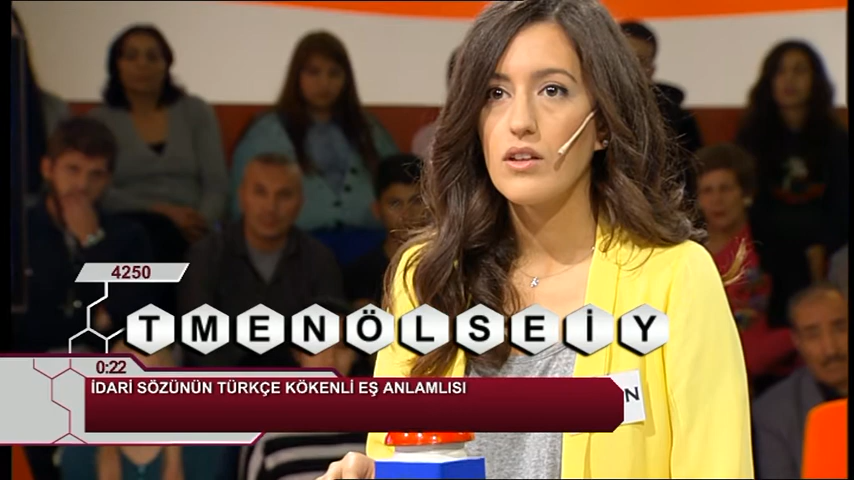 4250
TMENÖLSEİY
0:22
İDARİ SÖZÜNÜN TÜRKÇE KÖKENLİ EŞ ANLAMLISI
N